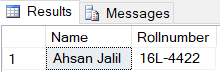 Results Messages
Name Rollnumber
1 Ahsan Jalil 16L-4422